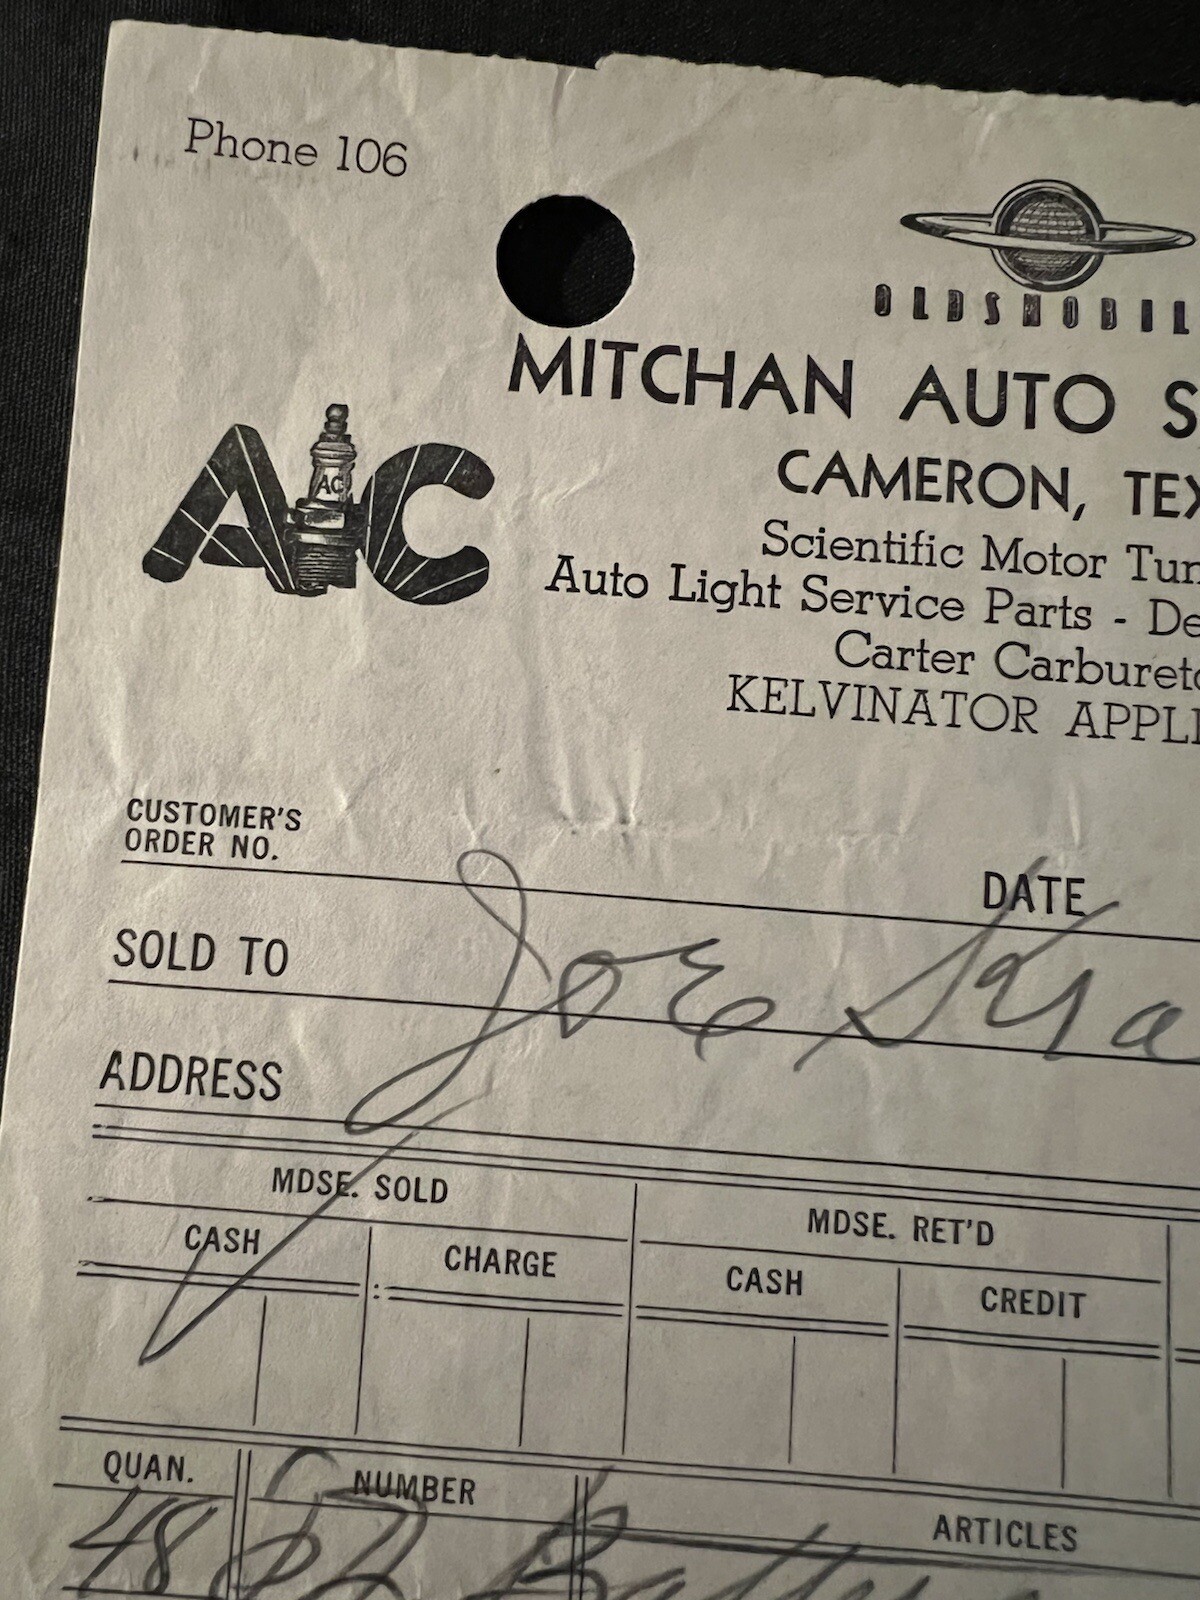 Phone 106
OLDSMOBIL
MITCHAN AUTO S
CAMERON, TEX
AC
AC
Scientific Motor Tun
Auto Light Service Parts - De
Carter Carbureto
KELVINATOR APPLI
CUSTOMER'S
ORDER NO.
DATE
SOLD TO Joe Kra
ADDRESS
MDSE. SOLD MDSE. RET'D
CASH CHARGE CASH CREDIT
QUAN. NUMBER ARTICLES
48